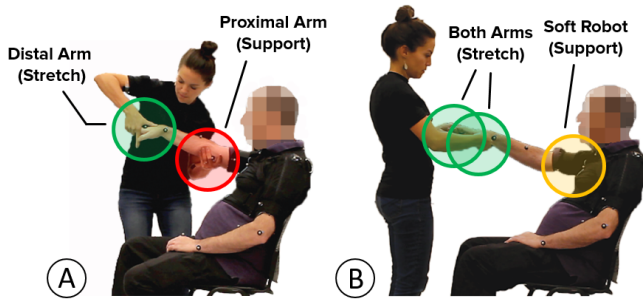 Distal Arm
(Stretch)
Proximal Arm
(Support)
Both Arms
(Stretch)
Soft Robot
(Support)
A
B